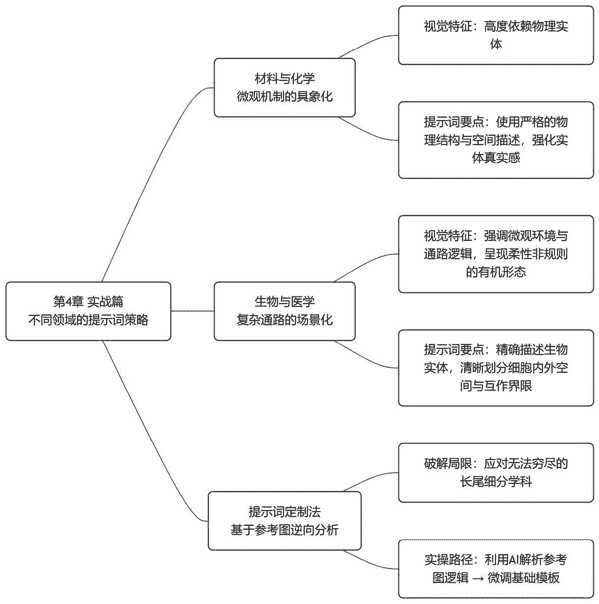 视觉特征：高度依赖物理实
体
材料与化学
微观机制的具象化
提示词要点：使用严格的物
理结构与空间描述，强化实
体真实感
视觉特征：强调微观环境与
通路逻辑，呈现柔性非规则
的有机形态
第4章 实战篇
不同领域的提示词策略
生物与医学
复杂通路的场景化
提示词要点：精确描述生物
实体，清晰划分细胞内外空
间与互作界限
破解局限：应对无法穷尽的
长尾细分学科
提示词定制法
基于参考图逆向分析
实操路径：利用AI解析参考
图逻辑 → 微调基础模板